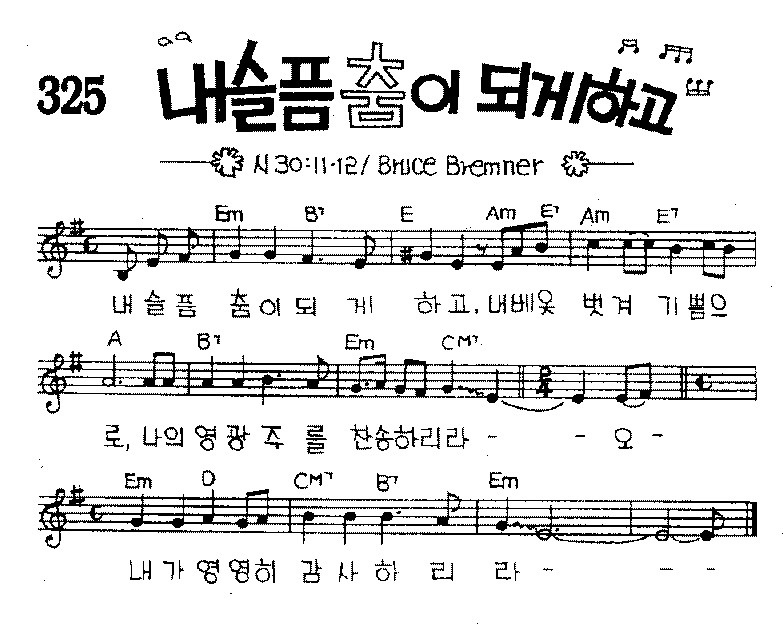 325 내슬픔춤이 되게하고
시30:11-12/ Bruce Bremner
Em B7 E Am E7 Am E7
내 슬 픔 춤 이 되 게 하 고, 내 베 옷 벗 겨 기 쁨 으
A B7 Em CM7
로, 나 의 영 광 주 를 찬 송 하 리 라 - - 오 -
2/4
Em D CM7 B7 Em
내 가 영 영 히 감 사 하 리 라 - - -